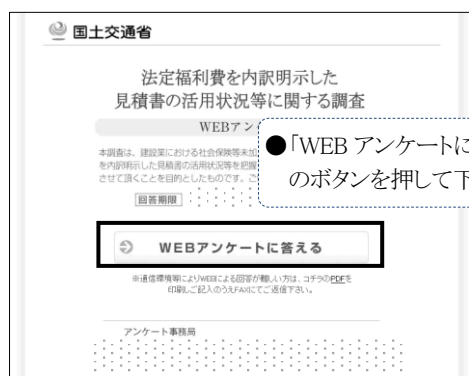 国土交通省
法定福利費を内訳明示した
見積書の活用状況等に関する調査
WEBアン
●「WEB アンケートに
のボタンを押して下
本調査は、建設業における社会保険等未加
を内訳明示した見積書の活用状況等を把握
させて頂くことを目的としたものです。ご
回答期限
WEBアンケートに答える
※通信環境等によりWEBによる回答が難しい方は、コチラのPDFを
印刷しご記入のうえFAXにてご返信下さい。
アンケート事務局